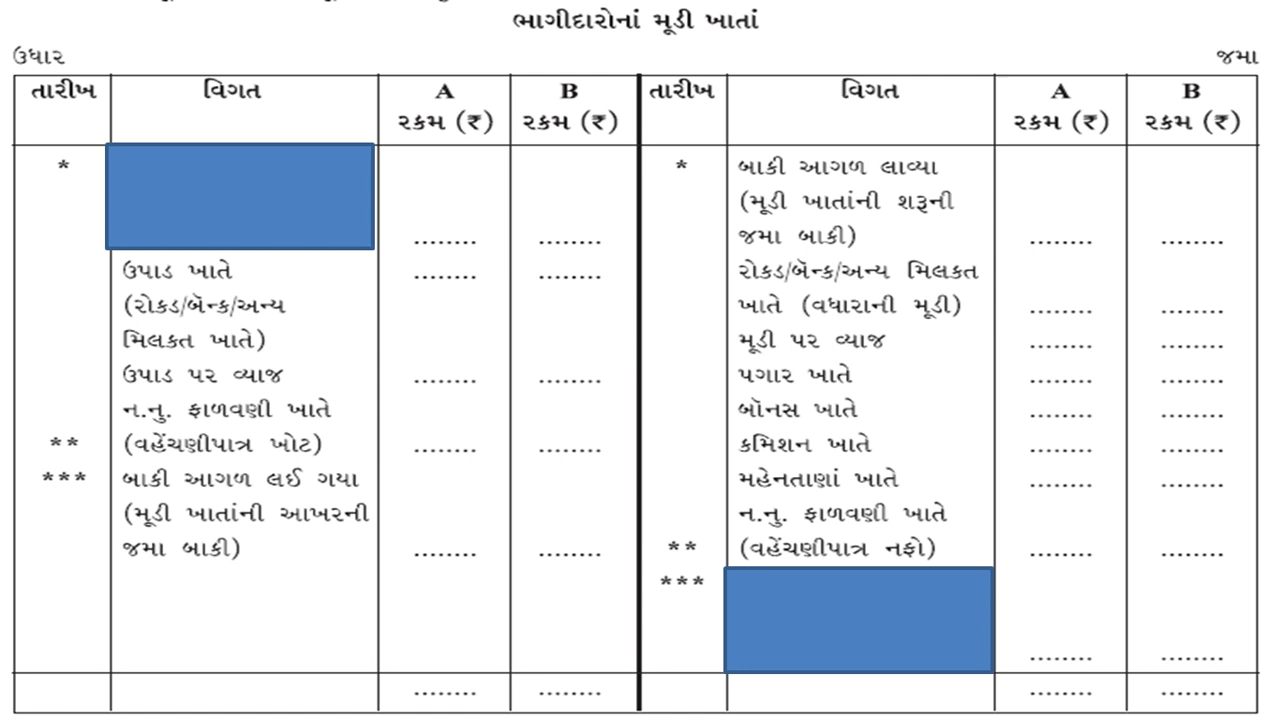 ભાગીદારોનાં મૂડી ખાતાં
ઉધાર જમા
તારીખ વિગત A B તારીખ વિગત A B
રકમ (₹) રકમ (₹) રકમ (₹) રકમ (₹)
* * બાકી આગળ લાવ્યા
(મૂડી ખાતાંની શરૂની
........ ........ જમા બાકી) ........ ........
ઉપાડ ખાતે ........ ........ રોકડ/બૅન્ક/અન્ય મિલકત
(રોકડ/બૅન્ક/અન્ય ખાતે (વધારાની મૂડી) ........ ........
મિલકત ખાતે) મૂડી પર વ્યાજ ........ ........
ઉપાડ પર વ્યાજ ........ ........ પગાર ખાતે ........ ........
ન.નુ. ફાળવણી ખાતે બૉનસ ખાતે ........ ........
** (વહેંચણીપાત્ર ખોટ) ........ ........ કમિશન ખાતે ........ ........
*** બાકી આગળ લઈ ગયા મહેનતાણાં ખાતે ........ ........
(મૂડી ખાતાંની આખરની ન.નુ. ફાળવણી ખાતે
જમા બાકી) ........ ........ ** (વહેંચણીપાત્ર નફો) ........ ........
***
........ ........
........ ........ ........ ........